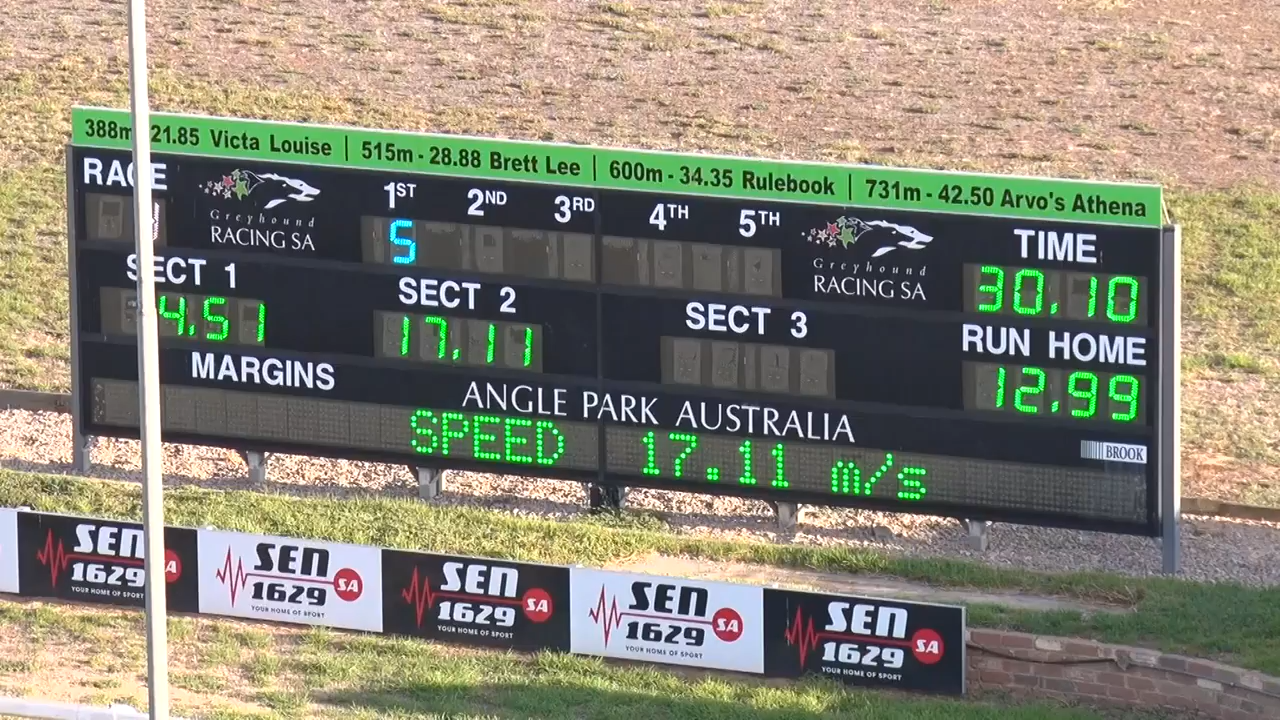 388m 21.85 Victa Louise | 515m - 28.88 Brett Lee | 600m - 34.35 Rulebook | 731m - 42.50 Arvo's Athena
RACE
Greyhound
RACING SA
1ST 2ND 3RD 4TH 5TH
5
Greyhound
RACING SA
TIME
30.10
SECT 1
4.51
SECT 2
17.11
SECT 3
RUN HOME
12.99
MARGINS
ANGLE PARK AUSTRALIA
SPEED 17.11 m/s
BROOK
SEN
1629
SA
YOUR HOME OF SPORT
SEN
1629
SA
YOUR HOME OF SPORT
SEN
1629
SA
YOUR HOME OF SPORT
SEN
1629
SA
YOUR HOME OF SPORT
SEN
1629
SA
YOUR HOME OF SPORT